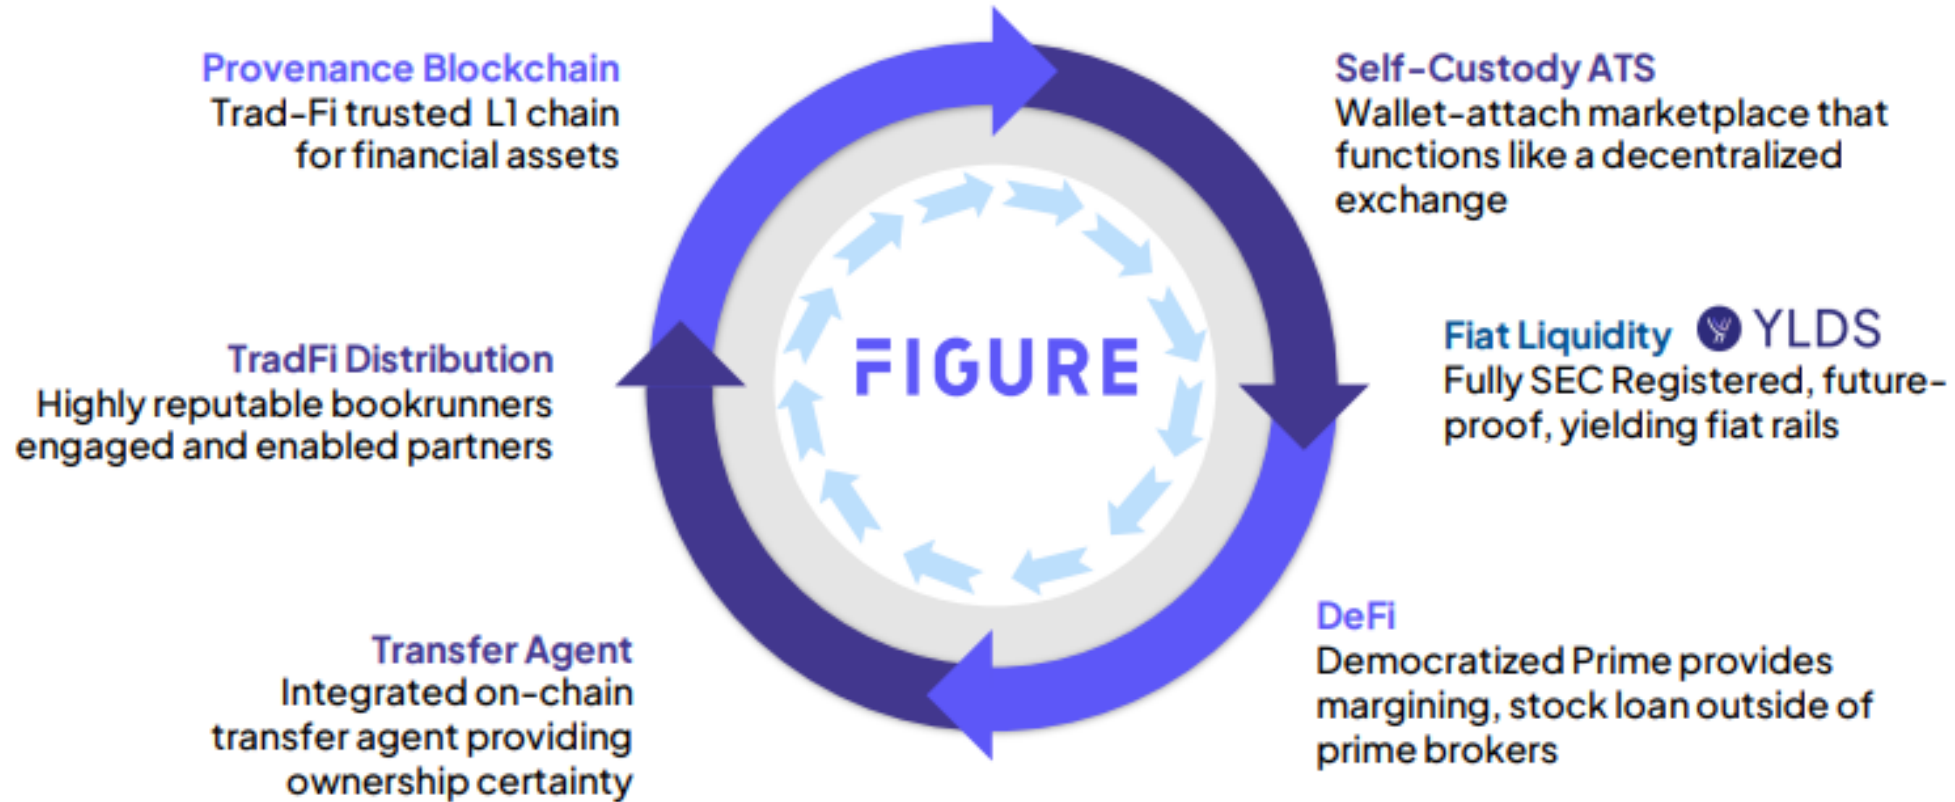 Provenance Blockchain
Trad-Fi trusted L1 chain
for financial assets
Self-Custody ATS
Wallet-attach marketplace that
functions like a decentralized
exchange
TradFi Distribution
Highly reputable bookrunners
engaged and enabled partners
FIGURE
Fiat Liquidity YLDS
Fully SEC Registered, future-
proof, yielding fiat rails
Transfer Agent
Integrated on-chain
transfer agent providing
ownership certainty
DeFi
Democratized Prime provides
margining, stock loan outside of
prime brokers